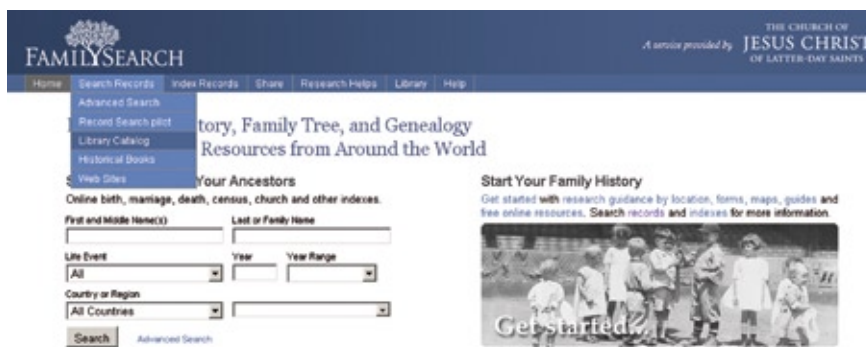 FAMILYSEARCH
A service provided by
THE CHURCH OF
JESUS CHRIST
OF LATTER-DAY SAINTS
Home Search Records Index Records Share Research Helps Library Help
Advanced Search
Record Search pilot
Library Catalog
Historical Books
Web Sites
tory, Family Tree, and Genealogy
Resources from Around the World
Your Ancestors
Online birth, marriage, death, census, church and other indexes.
First and Middle Name(s) Last or Family Name
Life Event Year Year Range
All
Country or Region
All Countries
Search Advanced Search
Start Your Family History
Get started with research guidance by location, forms, maps, guides and
free online resources. Search records and indexes for more information.
Get started...